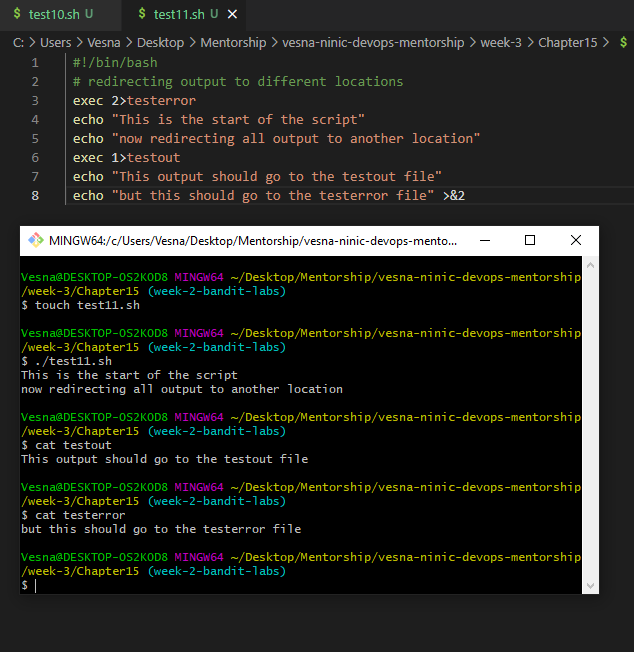 $ test10.sh U
$ test11.sh U ×
C: > Users > Vesna > Desktop > Mentorship > vesna-ninic-devops-mentorship > week-3 > Chapter15 > $
1 #!/bin/bash
2 # redirecting output to different locations
3 exec 2>testerror
4 echo "This is the start of the script"
5 echo "now redirecting all output to another location"
6 exec 1>testout
7 echo "This output should go to the testout file"
8 echo "but this should go to the testerror file" >&2
MINGW64:/c/Users/Vesna/Desktop/Mentorship/vesna-ninic-devops-mento...
Vesna@DESKTOP-OS2KOD8 MINGW64 ~/Desktop/Mentorship/vesna-ninic-devops-mentorship
/week-3/Chapter15 (week-2-bandit-labs)
$ touch test11.sh
Vesna@DESKTOP-OS2KOD8 MINGW64 ~/Desktop/Mentorship/vesna-ninic-devops-mentorship
/week-3/Chapter15 (week-2-bandit-labs)
$ ./test11.sh
This is the start of the script
now redirecting all output to another location
Vesna@DESKTOP-OS2KOD8 MINGW64 ~/Desktop/Mentorship/vesna-ninic-devops-mentorship
/week-3/Chapter15 (week-2-bandit-labs)
$ cat testout
This output should go to the testout file
Vesna@DESKTOP-OS2KOD8 MINGW64 ~/Desktop/Mentorship/vesna-ninic-devops-mentorship
/week-3/Chapter15 (week-2-bandit-labs)
$ cat testerror
but this should go to the testerror file
Vesna@DESKTOP-OS2KOD8 MINGW64 ~/Desktop/Mentorship/vesna-ninic-devops-mentorship
/week-3/Chapter15 (week-2-bandit-labs)
$